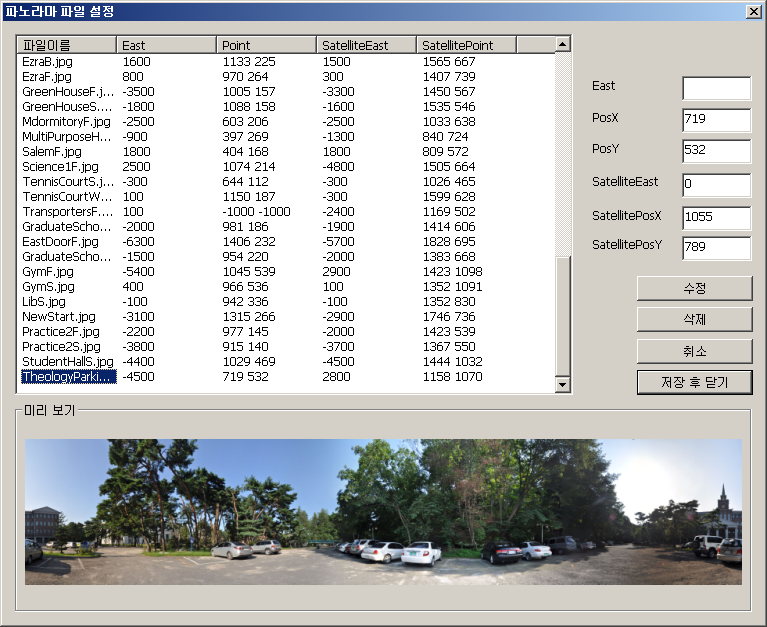 파노라마 파일 설정
파일이름 East Point SatelliteEast SatellitePoint
EzraB.jpg 1600 1133 225 1500 1565 667
EzraF.jpg 800 970 264 300 1407 739
GreenHouseF.j... -3500 1005 157 -3300 1450 567
GreenHouseS.... -1800 1088 158 -1600 1535 546
MdormitoryF.jpg -2500 603 206 -2500 1033 638
MultiPurposeH... -900 397 269 -1300 840 724
SalemF.jpg 1800 404 168 1800 809 572
Science1F.jpg 2500 1074 214 -4800 1505 664
TennisCourtS.j... -300 644 112 -300 1026 465
TennisCourtW... 100 1150 187 -300 1599 628
TransportersF.... 100 -1000 -1000 -2400 1169 502
GraduateScho... -2000 981 186 -1900 1414 606
EastDoorF.jpg -6300 1406 232 -5700 1828 695
GraduateScho... -1500 954 220 -2000 1383 668
GymF.jpg -5400 1045 539 2900 1423 1098
GymS.jpg 400 966 536 100 1352 1091
LibS.jpg -100 942 336 -100 1352 830
NewStart.jpg -3100 1315 266 -2900 1746 736
Practice2F.jpg -2200 977 145 -2000 1423 539
Practice2S.jpg -3800 915 140 -3700 1367 550
StudentHallS.jpg -4400 1029 469 -4500 1444 1032
TheologyParki... -4500 719 532 2800 1158 1070
East
PosX 719
PosY 532
SatelliteEast 0
SatellitePosX 1055
SatellitePosY 789
수정
삭제
취소
저장 후 닫기
미리 보기